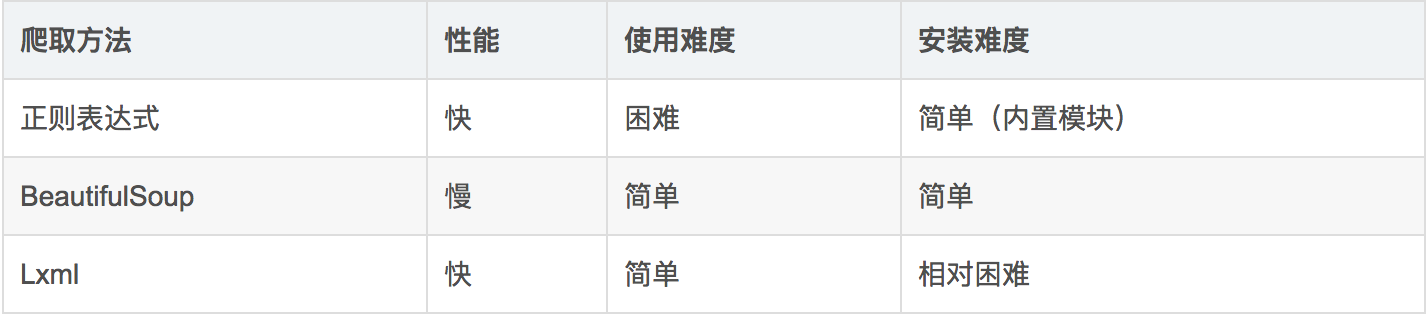 爬取方法 性能 使用难度 安装难度
正则表达式 快 困难 简单（内置模块）
BeautifulSoup 慢 简单 简单
Lxml 快 简单 相对困难